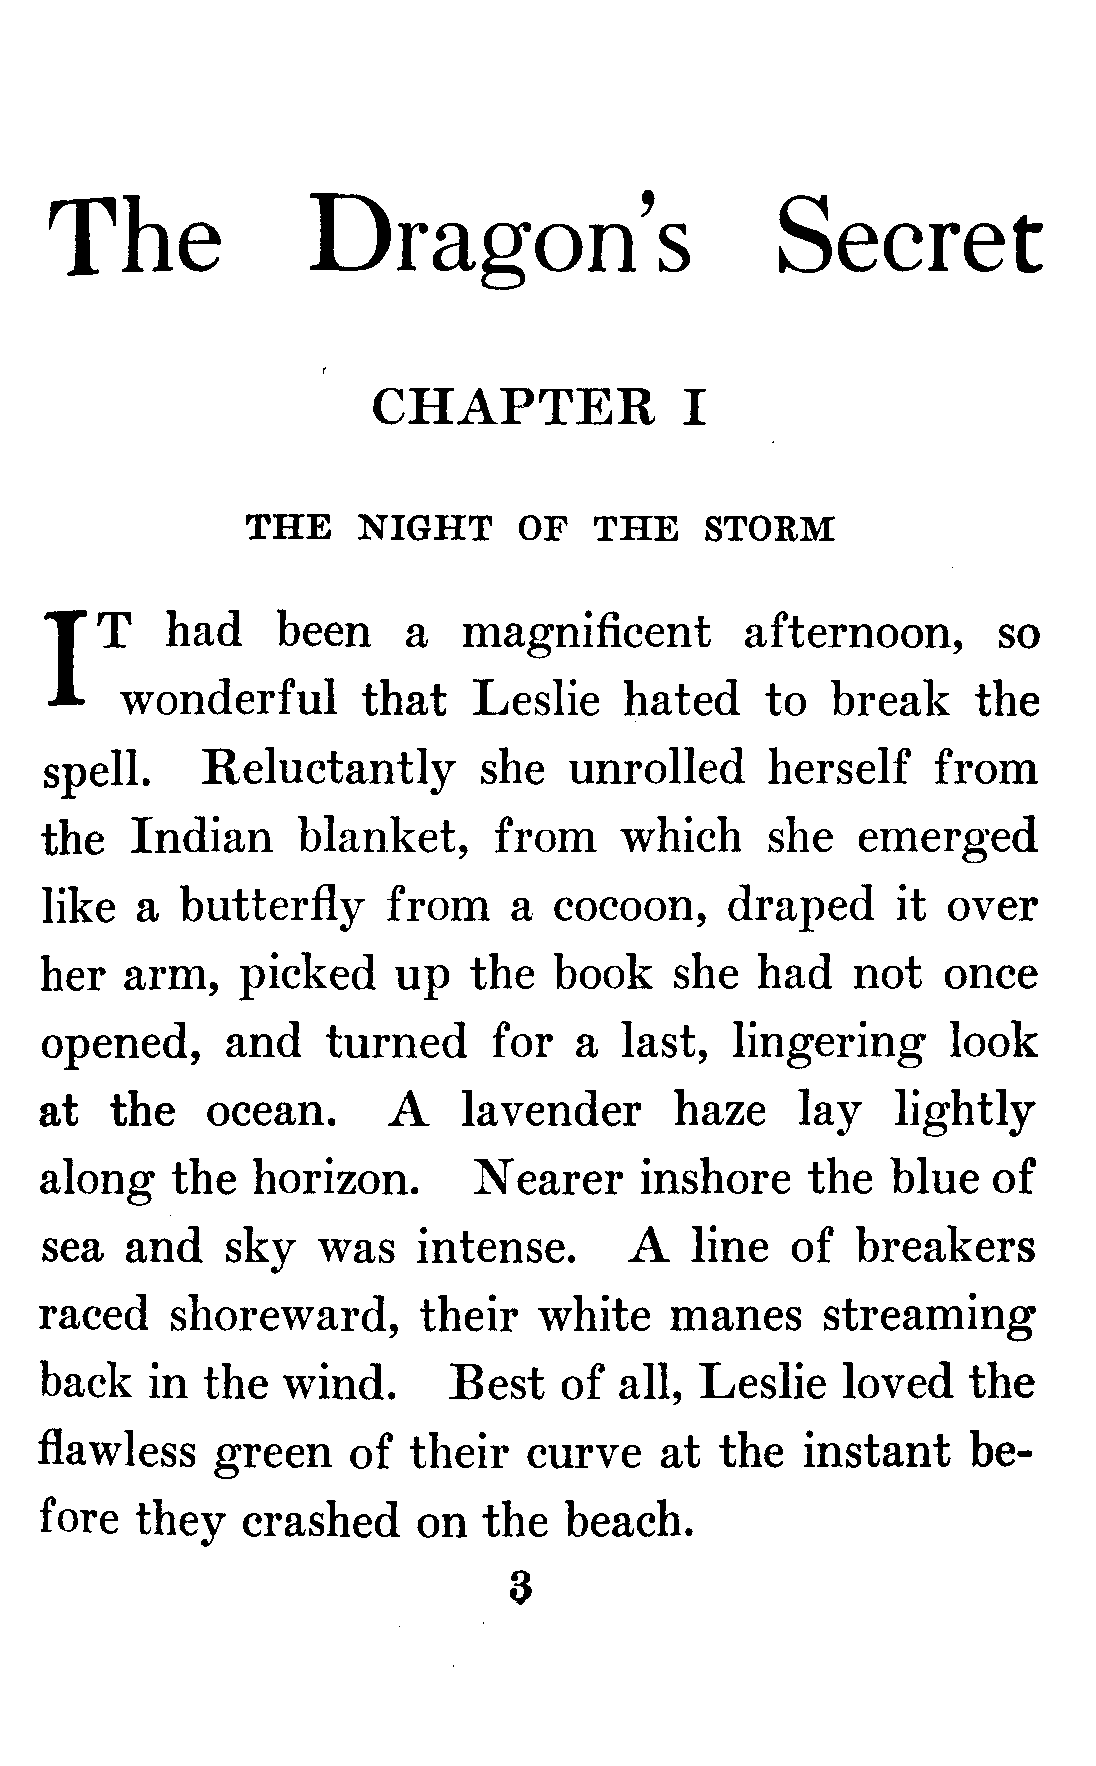 The Dragon's Secret
CHAPTER I
THE NIGHT OF THE STORM
IT had been a magnificent afternoon, so
wonderful that Leslie hated to break the
spell. Reluctantly she unrolled herself from
the Indian blanket, from which she emerged
like a butterfly from a cocoon, draped it over
her arm, picked up the book she had not once
opened, and turned for a last, lingering look
at the ocean. A lavender haze lay lightly
along the horizon. Nearer inshore the blue of
sea and sky was intense. A line of breakers
raced shoreward, their white manes streaming
back in the wind. Best of all, Leslie loved the
flawless green of their curve at the instant be-
fore they crashed on the beach.
3